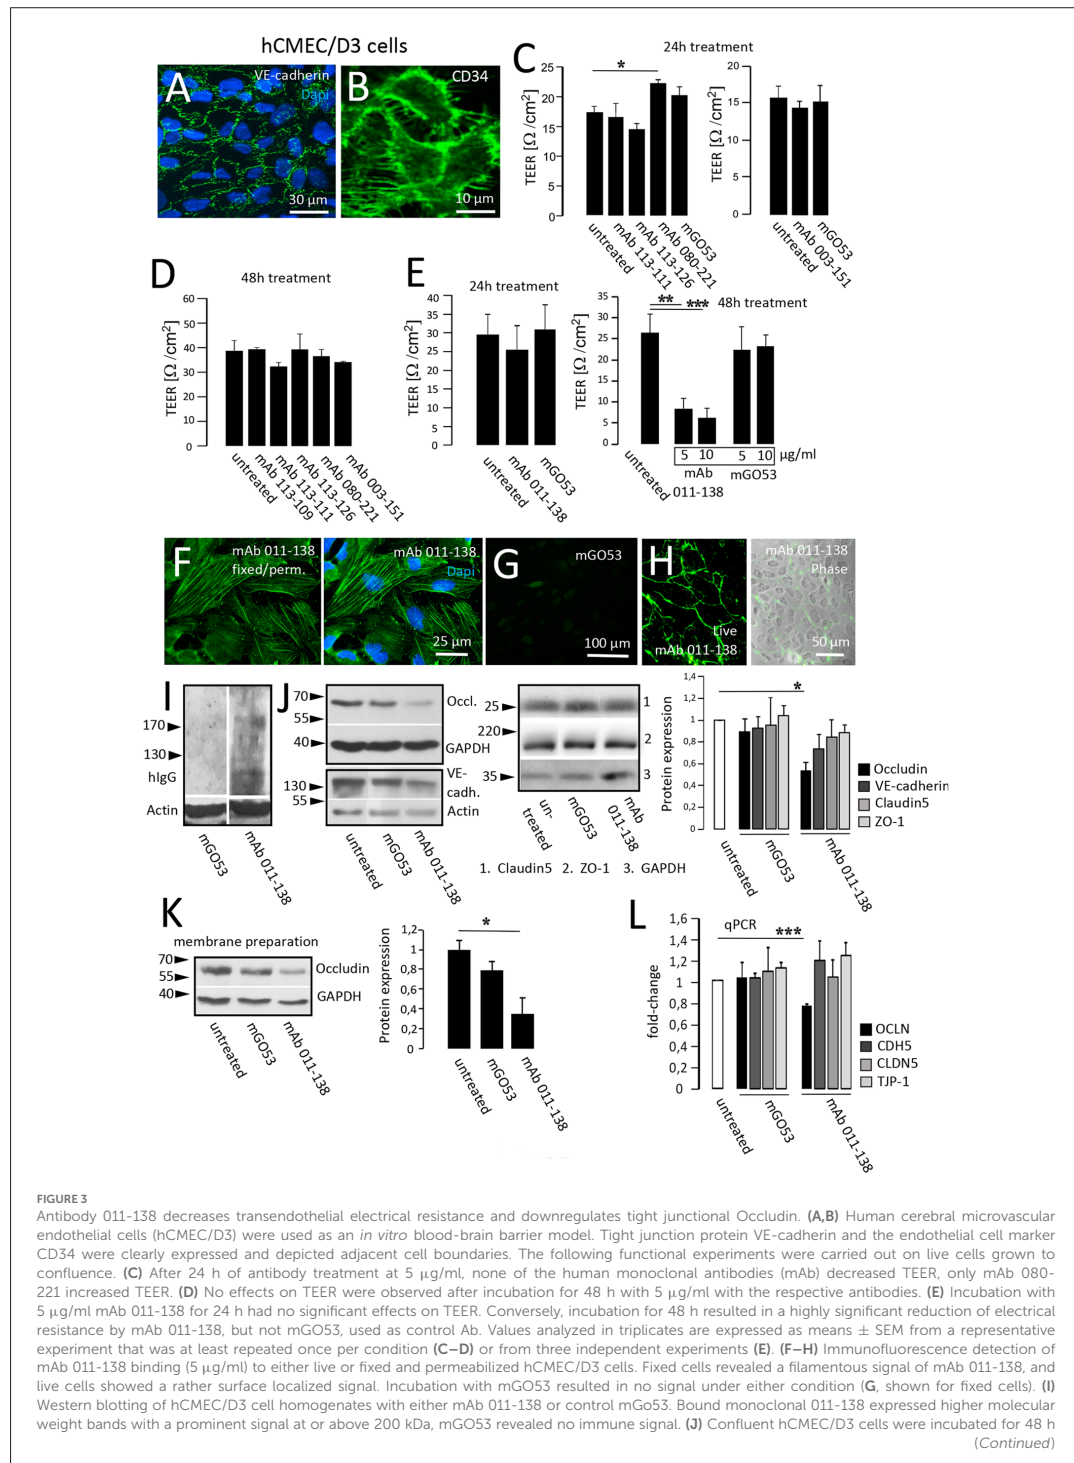 hCMEC/D3 cells
A
VE-cadherin
Dapi
30 µm
B
CD34
10 µm
C
24h treatment
TEER [Ω /cm²]
25
20
15
10
5
0
*
untreated
mAb 113-111
mAb 113-126
mAb 080-221
mGO53
TEER [Ω /cm²]
20
15
10
5
0
untreated
mAb 003-151
mGO53
D
48h treatment
TEER [Ω /cm²]
60
50
40
30
20
10
0
untreated
mAb 113-109
mAb 113-111
mAb 113-126
mAb 080-221
mAb 003-151
E
24h treatment
TEER [Ω /cm²]
40
35
30
25
20
15
10
5
0
untreated
mAb 011-138
mGO53
48h treatment
TEER [Ω /cm²]
35
30
25
20
15
10
5
0
** ***
untreated
5 10 5 10 µg/ml
mAb mGO53
011-138
F
mAb 011-138
fixed/perm.
mAb 011-138
Dapi
25 µm
G
mGO53
100 µm
H
Live
mAb 011-138
mAb 011-138
Phase
50 µm
I
170
130
hIgG
Actin
mGO53
mAb 011-138
J
70
55
40
Occl.
GAPDH
130
55
VE-
cadh.
Actin
untreated
mGO53
mAb 011-138
25
220
35
1
2
3
un-
treated
mGO53
mAb
011-138
1. Claudin5 2. ZO-1 3. GAPDH
Protein expression
1,4
1,2
1
0,8
0,6
0,4
0,2
0
*
untreated
mGO53
mAb 011-138
Occludin
VE-cadherin
Claudin5
ZO-1
K
membrane preparation
70
55
40
Occludin
GAPDH
untreated
mGO53
mAb 011-138
Protein expression
1,2
1
0,8
0,6
0,4
0,2
0
*
untreated
mGO53
mAb 011-138
L
qPCR
***
fold-change
1,6
1,4
1,2
1
0,8
0,6
0,4
0,2
0
untreated
mGO53
mAb 011-138
OCLN
CDH5
CLDN5
TJP-1
FIGURE 3
Antibody 011-138 decreases transendothelial electrical resistance and downregulates tight junctional Occludin. (A,B) Human cerebral microvascular
endothelial cells (hCMEC/D3) were used as an in vitro blood-brain barrier model. Tight junction protein VE-cadherin and the endothelial cell marker
CD34 were clearly expressed and depicted adjacent cell boundaries. The following functional experiments were carried out on live cells grown to
confluence. (C) After 24 h of antibody treatment at 5 µg/ml, none of the human monoclonal antibodies (mAb) decreased TEER, only mAb 080-
221 increased TEER. (D) No effects on TEER were observed after incubation for 48 h with 5 µg/ml with the respective antibodies. (E) Incubation with
5 µg/ml mAb 011-138 for 24 h had no significant effects on TEER. Conversely, incubation for 48 h resulted in a highly significant reduction of electrical
resistance by mAb 011-138, but not mGO53, used as control Ab. Values analyzed in triplicates are expressed as means ± SEM from a representative
experiment that was at least repeated once per condition (C–D) or from three independent experiments (E). (F–H) Immunofluorescence detection of
mAb 011-138 binding (5 µg/ml) to either live or fixed and permeabilized hCMEC/D3 cells. Fixed cells revealed a filamentous signal of mAb 011-138, and
live cells showed a rather surface localized signal. Incubation with mGO53 resulted in no signal under either condition (G, shown for fixed cells). (I)
Western blotting of hCMEC/D3 cell homogenates with either mAb 011-138 or control mGo53. Bound monoclonal 011-138 expressed higher molecular
weight bands with a prominent signal at or above 200 kDa, mGO53 revealed no immune signal. (J) Confluent hCMEC/D3 cells were incubated for 48 h
(Continued)